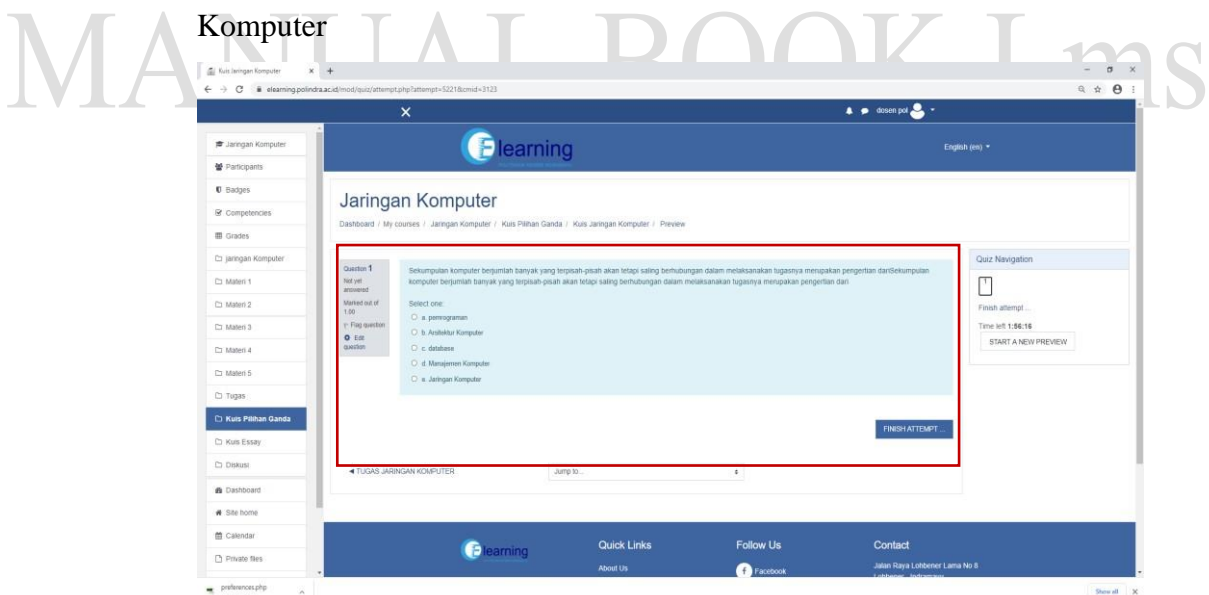 MANUAL BOOK Lms
Komputer
Kuis Jaringan Komputer
elearning.polindra.ac.id/mod/quiz/attempt.php?attempt=5221&cmid=3123
dosen pol
Elearning
English (en)
Jaringan Komputer
Participants
Badges
Competencies
Grades
jaringan Komputer
Materi 1
Materi 2
Materi 3
Materi 4
Materi 5
Tugas
Kuis Pilihan Ganda
Kuis Essay
Diskusi
Dashboard
Site home
Calendar
Private files
Jaringan Komputer
Dashboard / My courses / Jaringan Komputer / Kuis Pilihan Ganda / Kuis Jaringan Komputer / Preview
Question 1
Not yet
answered
Marked out of
1.00
Flag question
Edit
question
Sekumpulan komputer berjumlah banyak yang terpisah-pisah akan tetapi saling berhubungan dalam melaksanakan tugasnya merupakan pengertian dariSekumpulan
komputer berjumlah banyak yang terpisah-pisah akan tetapi saling berhubungan dalam melaksanakan tugasnya merupakan pengertian dari
Select one:
a. pemrograman
b. Arsitektur Komputer
c. database
d. Manajemen Komputer
e. Jaringan Komputer
FINISH ATTEMPT ...
◄ TUGAS JARINGAN KOMPUTER
Jump to...
Quiz Navigation
1
Finish attempt ...
Time left 1:56:16
START A NEW PREVIEW
Elearning
Quick Links
About Us
Follow Us
Facebook
Contact
Jalan Raya Lohbener Lama No 8
Lohbener, Indramayu
preferences.php
Show all